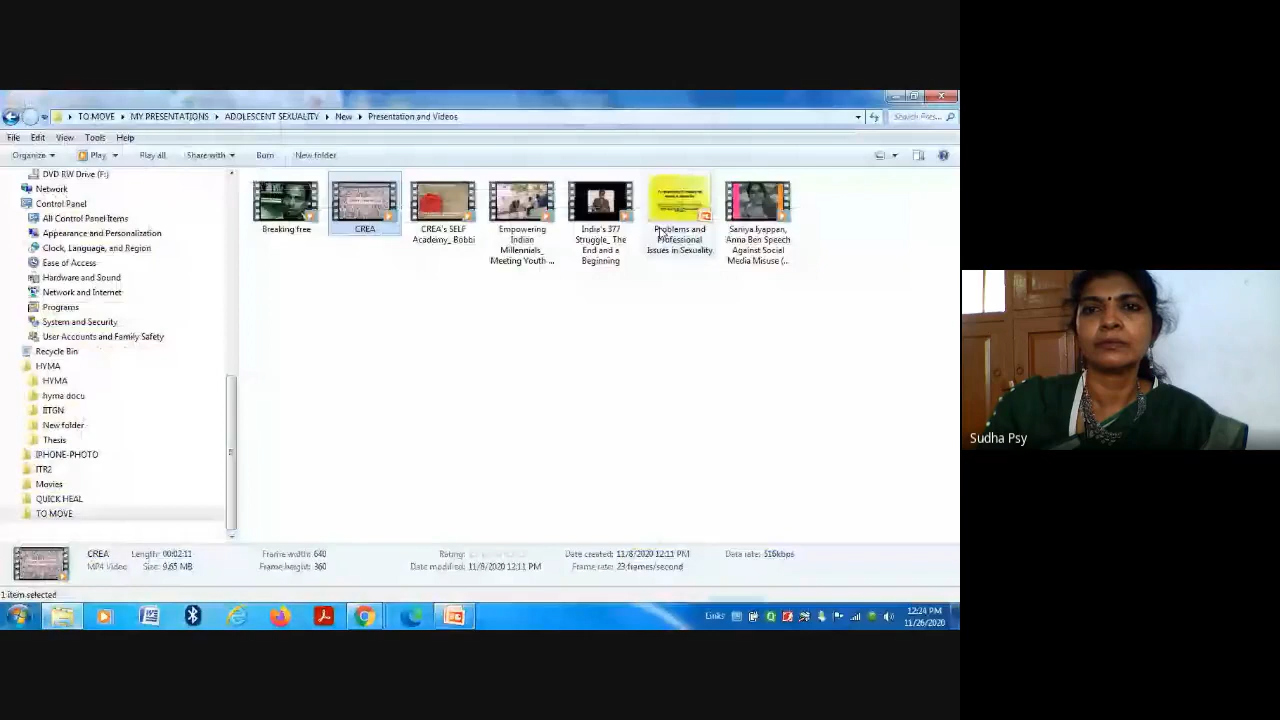 TO MOVE MY PRESENTATIONS ADOLESCENT SEXUALITY New Presentation and Videos Search Pres...
File Edit View Tools Help
Organize Play Play all Share with Burn New folder
DVD RW Drive (F:)
Network
Control Panel
All Control Panel Items
Appearance and Personalization
Clock, Language, and Region
Ease of Access
Hardware and Sound
Network and Internet
Programs
System and Security
User Accounts and Family Safety
Recycle Bin
HYMA
HYMA
hyma docu
IITGN
New folder
Thesis
IPHONE-PHOTO
ITR2
Movies
QUICK HEAL
TO MOVE
Breaking free
CREA
CREA's SELF
Academy_ Bobbi
Empowering
Indian
Millennials_
Meeting Youth ...
India's 377
Struggle_ The
End and a
Beginning
Problems and
Professional
Issues in Sexuality
Saniya Iyappan,
Anna Ben Speech
Against Social
Media Misuse (...
CREA Length: 00:02:11 Frame width: 640 Rating: Date created: 11/8/2020 12:11 PM Data rate: 516kbps
MP4 Video Size: 9.65 MB Frame height: 360 Date modified: 11/8/2020 12:11 PM Frame rate: 23 frames/second
1 item selected
Links 12:24 PM
11/26/2020
Sudha Psy